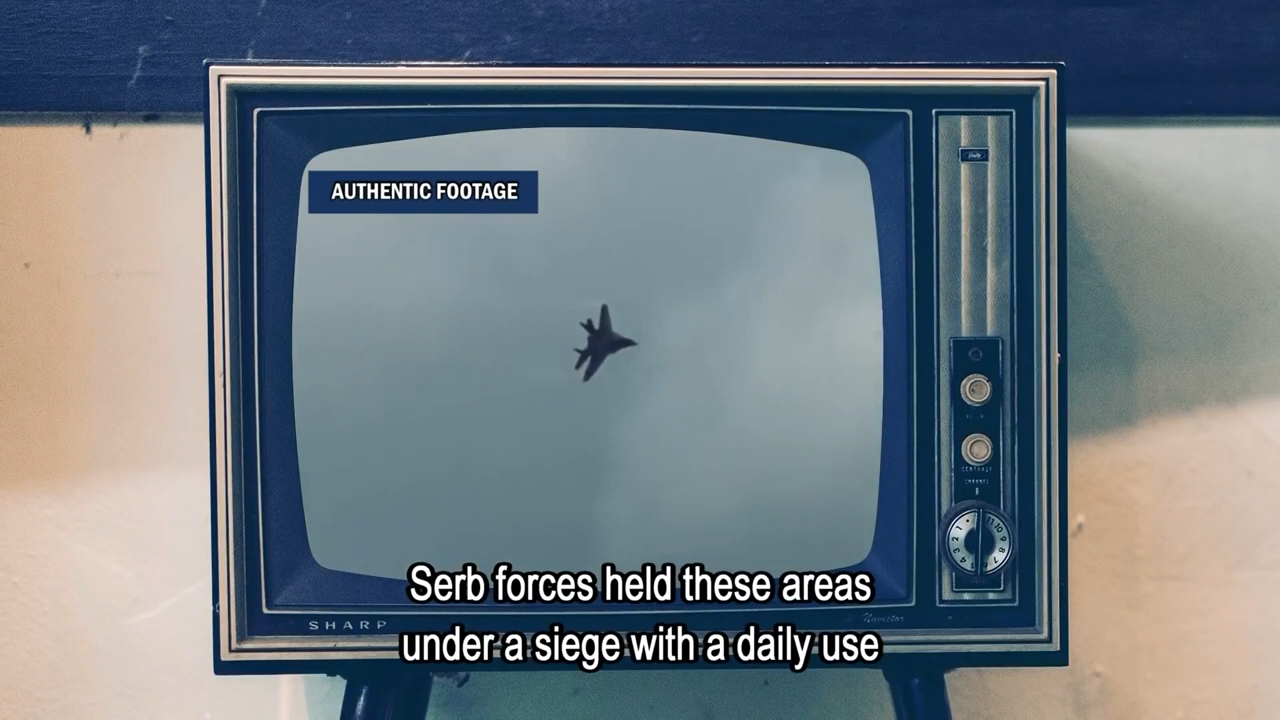 AUTHENTIC FOOTAGE
SHARP
Serb forces held these areas
under a siege with a daily use